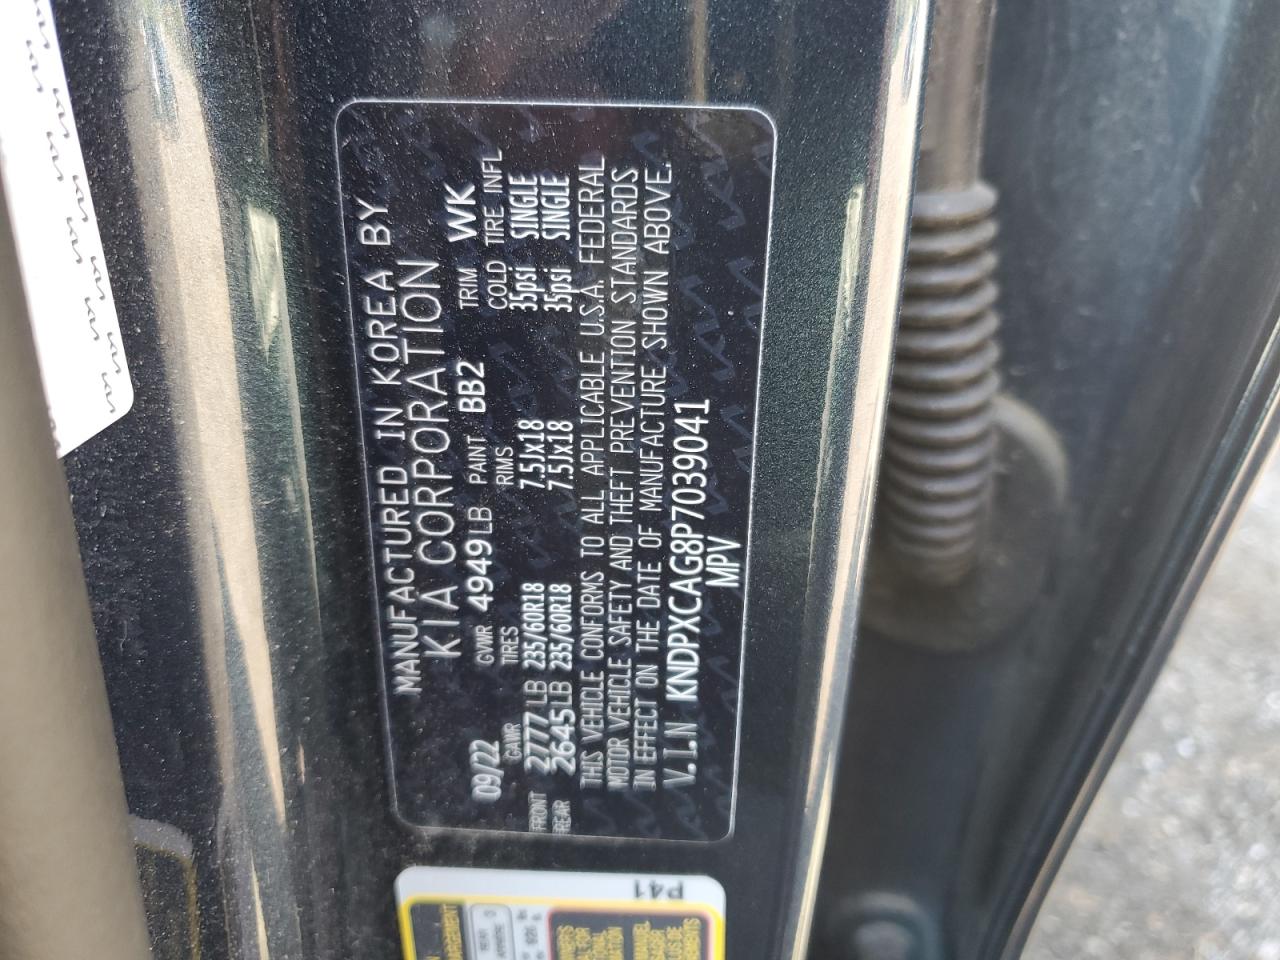 MANUFACTURED IN KOREA BY
KIA CORPORATION
09/22 GVWR 4949LB PAINT BB2 TRIM WK
GAWR TIRES RIMS COLD TIRE INFL
FRONT 2777LB 235/60R18 7.5Jx18 35psi SINGLE
REAR 2645LB 235/60R18 7.5Jx18 35psi SINGLE
THIS VEHICLE CONFORMS TO ALL APPLICABLE U.S.A. FEDERAL
MOTOR VEHICLE SAFETY AND THEFT PREVENTION STANDARDS
IN EFFECT ON THE DATE OF MANUFACTURE SHOWN ABOVE.
V.I.N KNDPXCAG8P7039041
MPV
P41